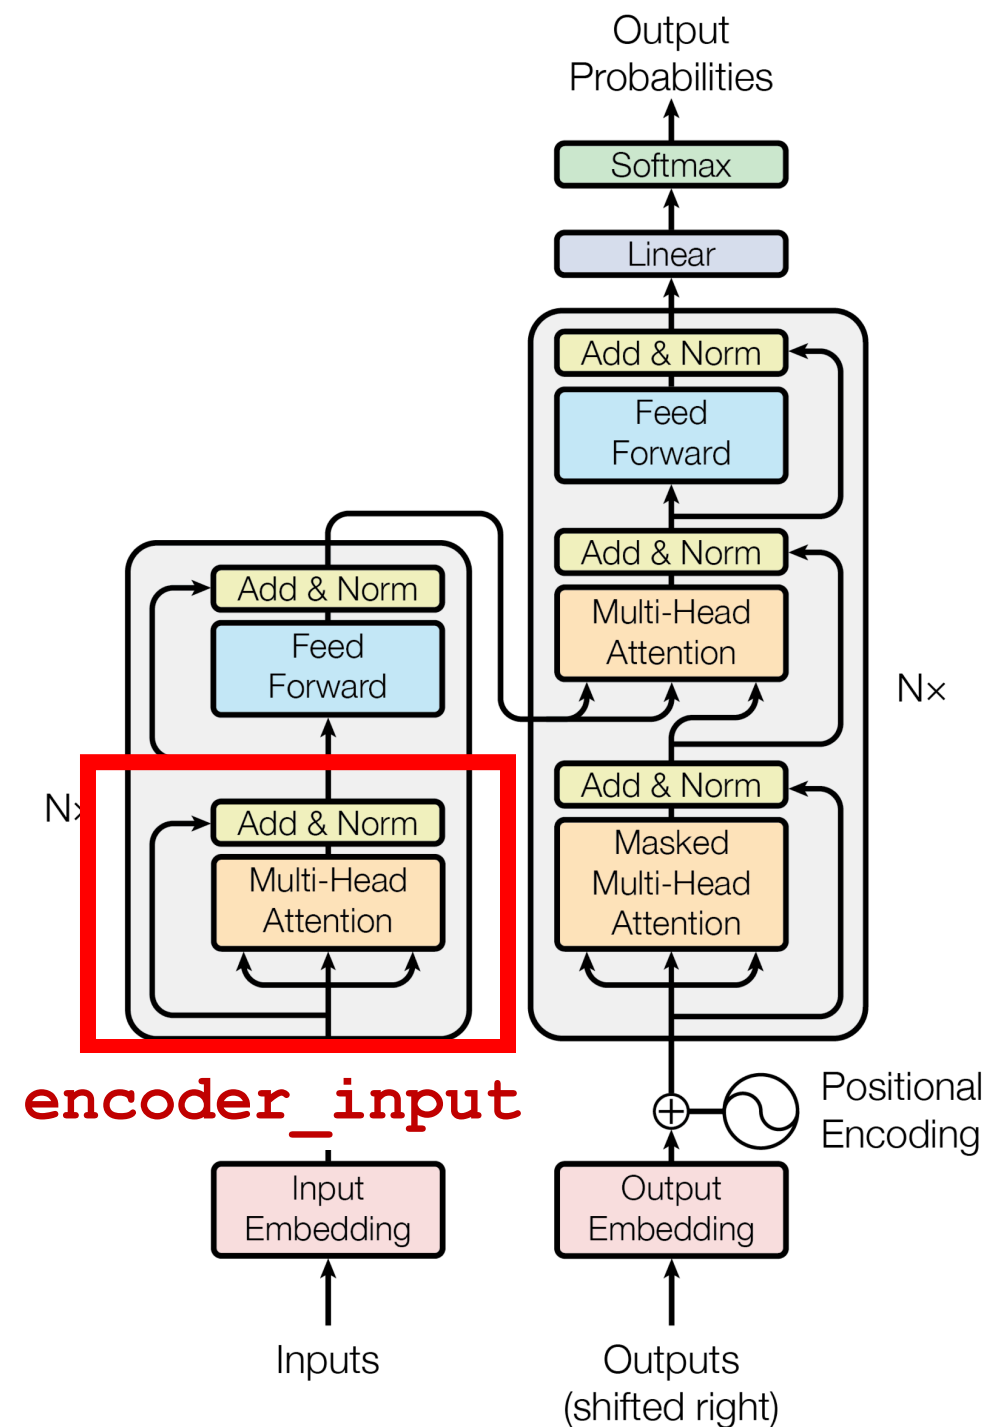 Output
Probabilities
Softmax
Linear
Add & Norm
Feed
Forward
Add & Norm
Multi-Head
Attention
Add & Norm
Masked
Multi-Head
Attention
N×
Positional
Encoding
Output
Embedding
Outputs
(shifted right)
Add & Norm
Feed
Forward
Add & Norm
Multi-Head
Attention
N×
encoder_input
Input
Embedding
Inputs